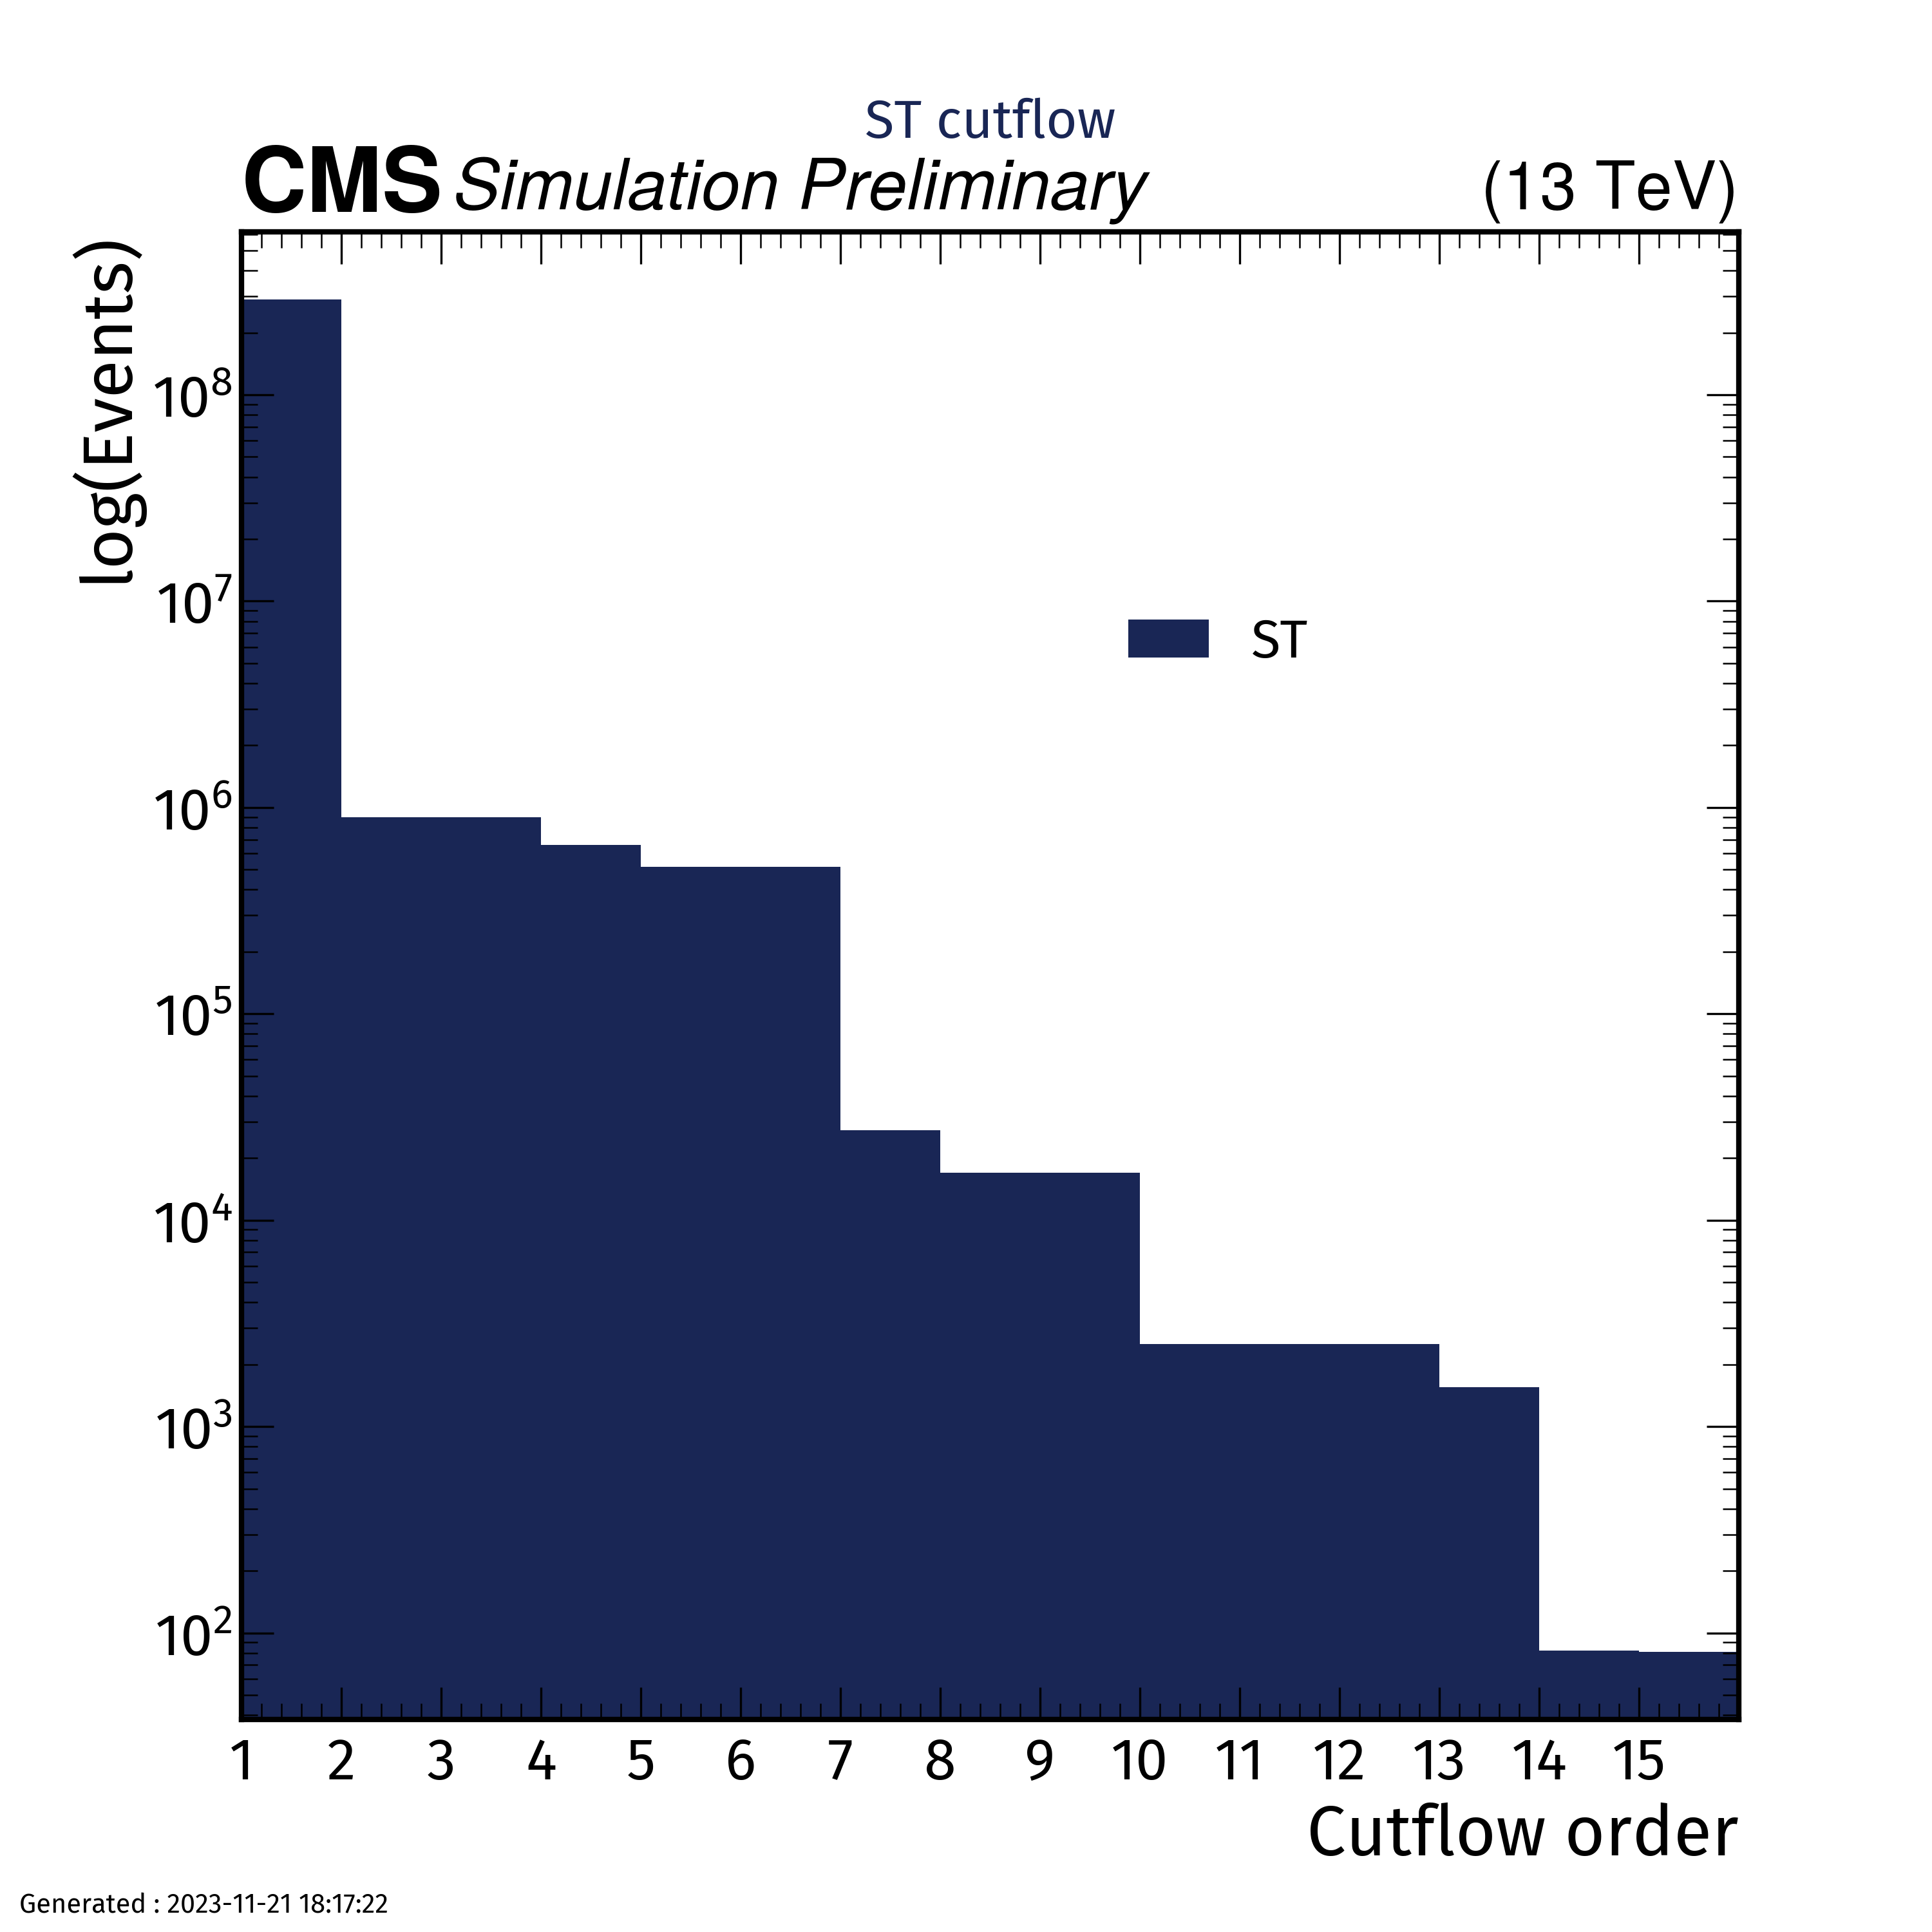 ST cutflow
CMS Simulation Preliminary (13 TeV)
log(Events)
10^8
10^7
10^6
10^5
10^4
10^3
10^2
ST
1 2 3 4 5 6 7 8 9 10 11 12 13 14 15
Cutflow order
Generated : 2023-11-21 18:17:22